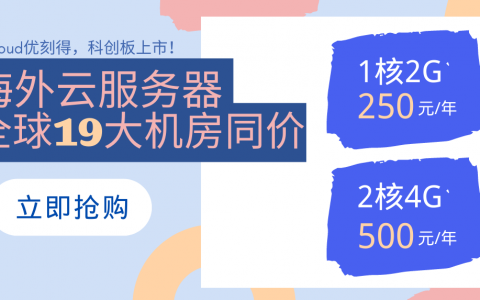 oud优刻得，科创板上市！
海外云服务器
全球19大机房同价
立即抢购
1核2G
250元/年
2核4G
500元/年